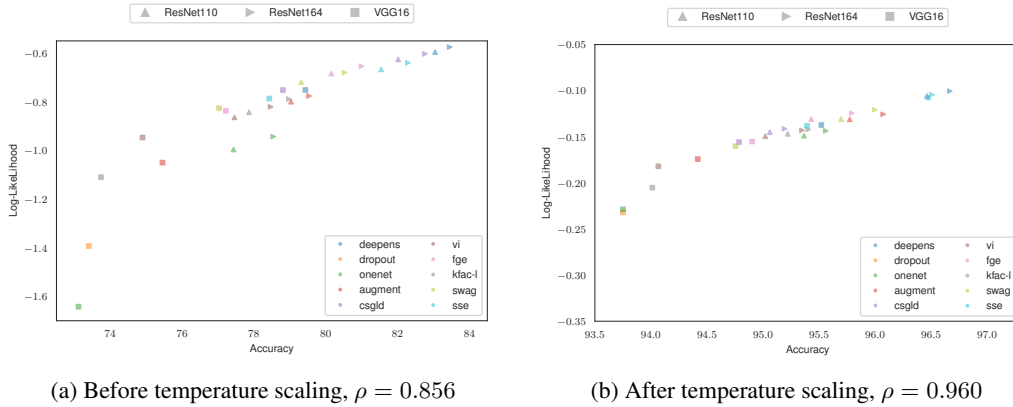 ResNet110 ResNet164 VGG16
−0.6
−0.8
−1.0
−1.2
−1.4
−1.6
Log-LikeLihood
deepens vi
dropout fge
onenet kfac-l
augment swag
csgld sse
74 76 78 80 82 84
Accuracy
(a) Before temperature scaling, ρ = 0.856
ResNet110 ResNet164 VGG16
−0.05
−0.10
−0.15
−0.20
−0.25
−0.30
−0.35
Log-LikeLihood
deepens vi
dropout fge
onenet kfac-l
augment swag
csgld sse
93.5 94.0 94.5 95.0 95.5 96.0 96.5 97.0
Accuracy
(b) After temperature scaling, ρ = 0.960